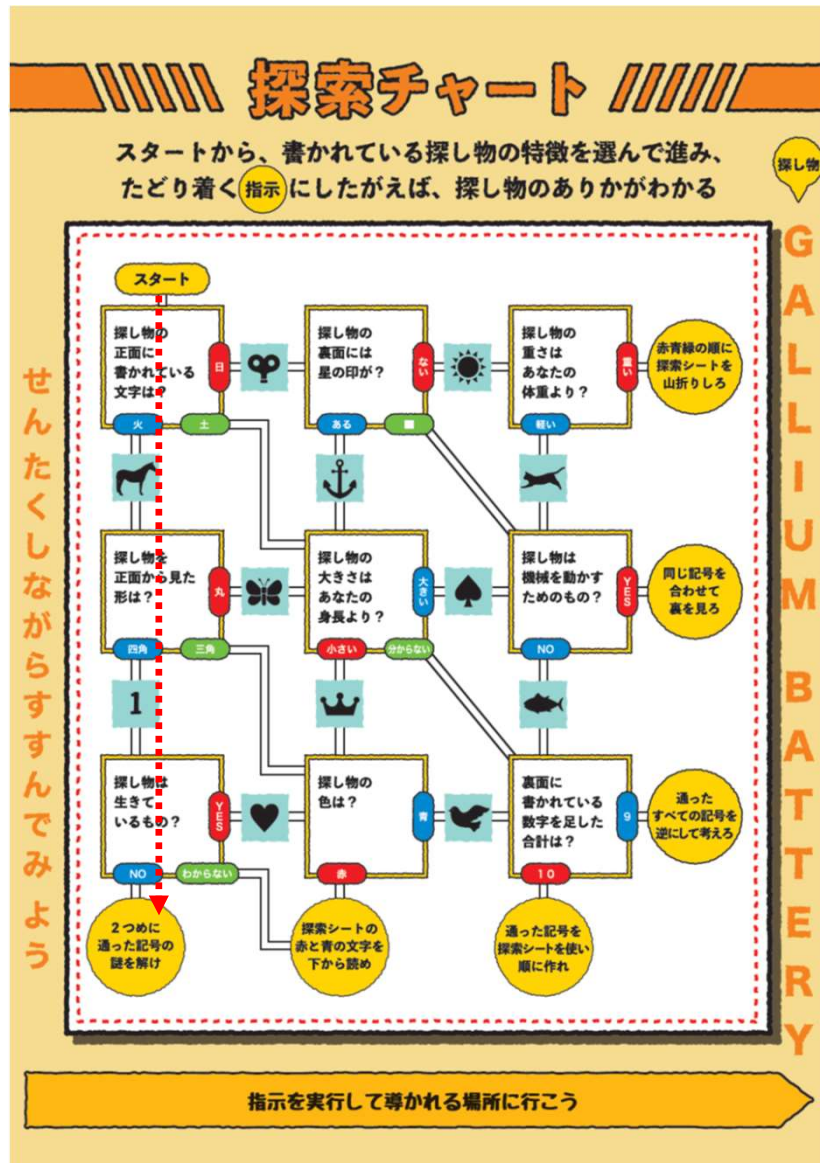 探索チャート
スタートから、書かれている探し物の特徴を選んで進み、
たどり着く指示にしたがえば、探し物のありかがわかる
探し物
GALLIUM BATTERY
せんたくしながらすすんでみよう
スタート
探し物の
正面に
書かれている
文字は?
日
火
土
探し物の
裏面には
星の印が?
ない
ある
■
探し物の
重さは
あなたの
体重より?
重い
軽い
赤青緑の順に
探索シートを
山折りしろ
探し物を
正面から見た
形は?
丸
四角
三角
探し物の
大きさは
あなたの
身長より?
大きい
小さい
分からない
探し物は
機械を動かす
ためのもの?
YES
NO
同じ記号を
合わせて
裏を見ろ
1
探し物は
生きて
いるもの?
YES
NO
わからない
探し物の
色は?
青
赤
裏面に
書かれている
数字を足した
合計は?
9
10
通った
すべての記号を
逆にして考えろ
2つめに
通った記号の
謎を解け
探索シートの
赤と青の文字を
下から読め
通った記号を
探索シートを使い
順に作れ
指示を実行して導かれる場所に行こう